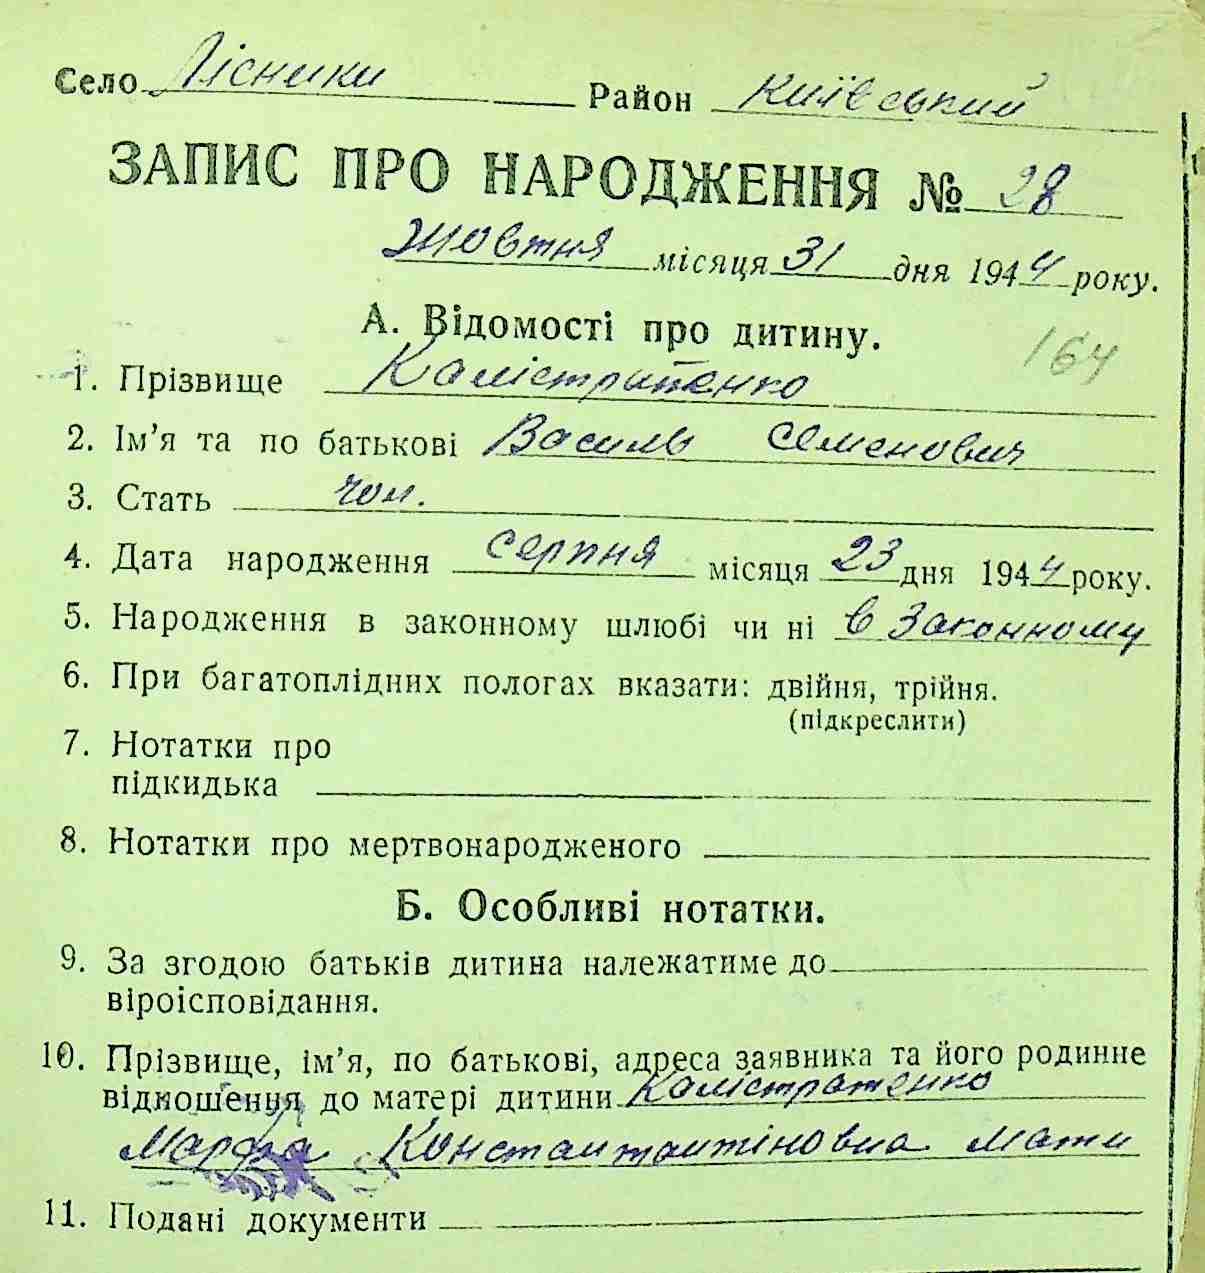 Село Лісники Район Київський
ЗАПИС ПРО НАРОДЖЕННЯ № 28
Жовтня місяця 31 дня 1944 року.
А. Відомості про дитину.
164
1. Прізвище Калістратенко
2. Ім'я та по батькові Василь Семенович
3. Стать чол.
4. Дата народження серпня місяця 23 дня 1944 року.
5. Народження в законному шлюбі чи ні в законному
6. При багатоплідних пологах вказати: двійня, трійня.
(підкреслити)
7. Нотатки про
підкидька
8. Нотатки про мертвонародженого
Б. Особливі нотатки.
9. За згодою батьків дитина належатиме до
віроісповідання.
10. Прізвище, ім'я, по батькові, адреса заявника та його родинне
відношення до матері дитини Калістратенко
Марфа Константантіновна мати
11. Подані документи